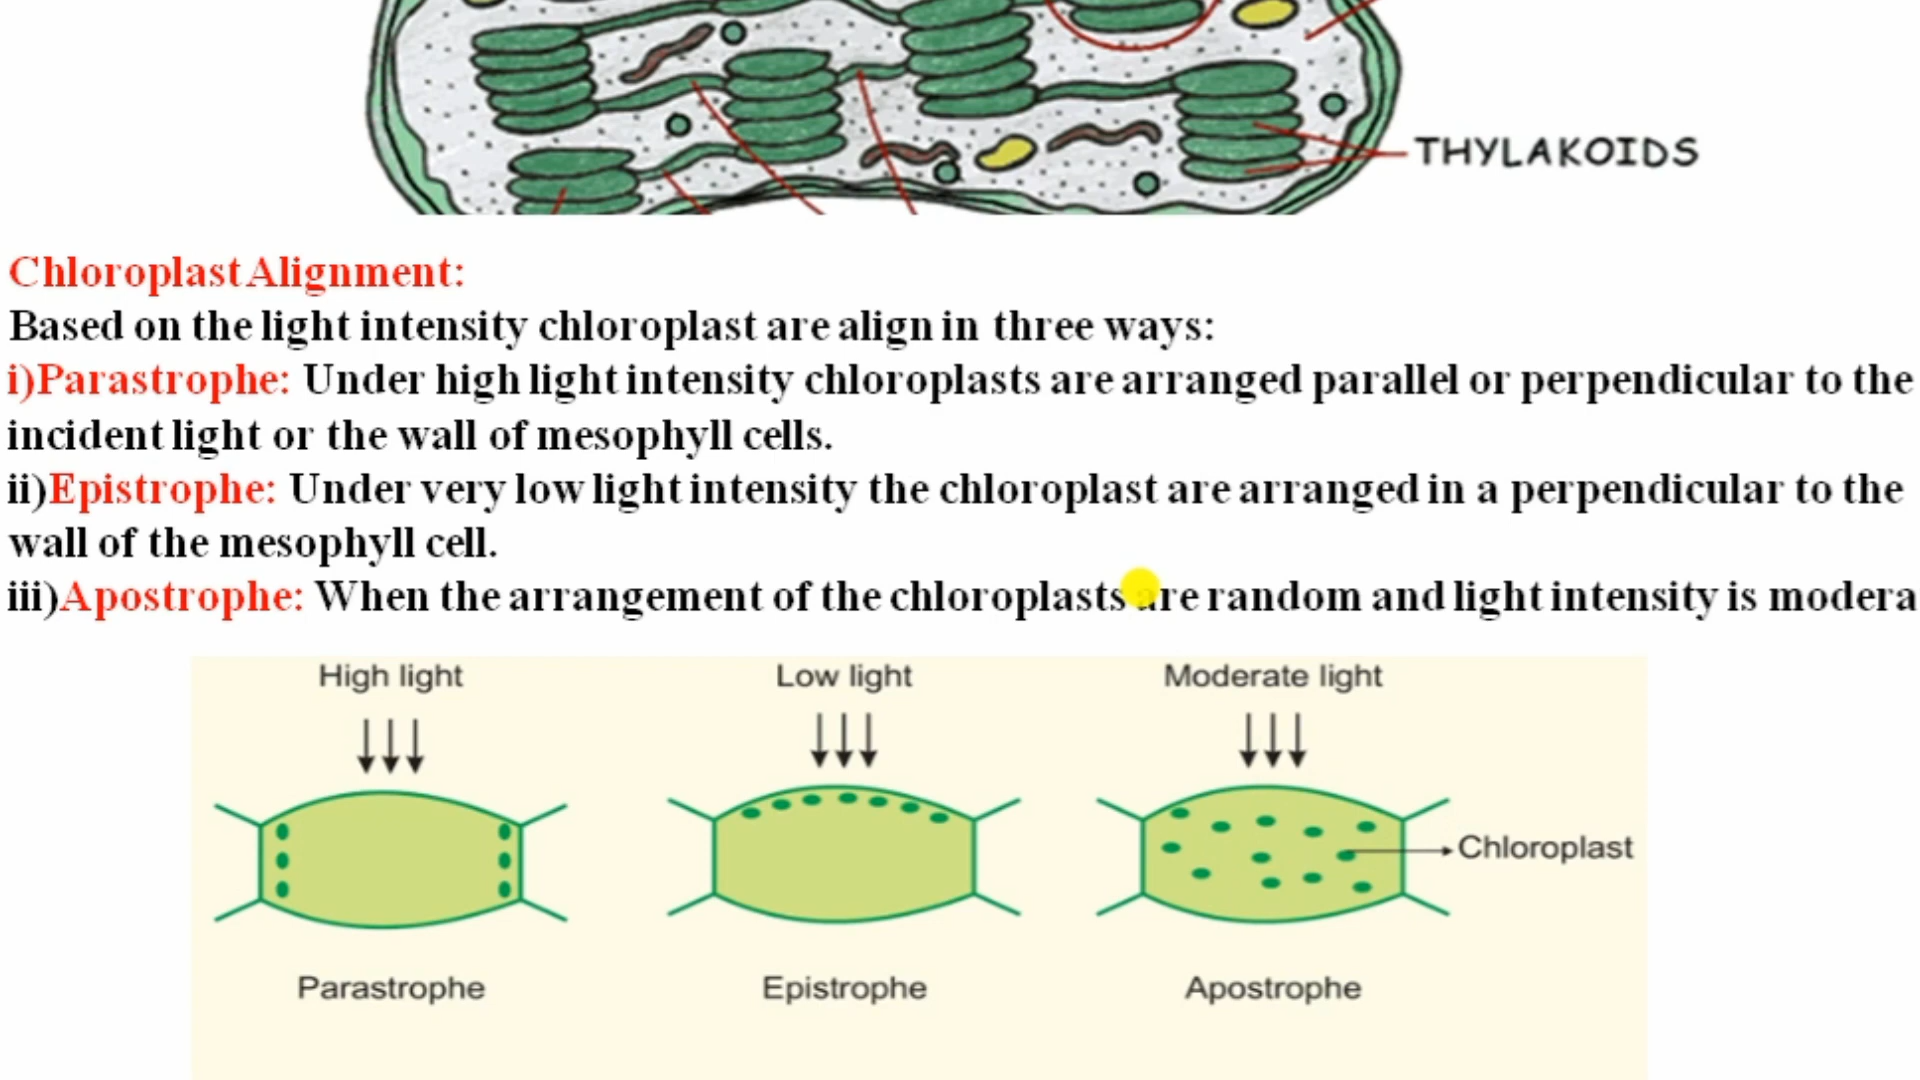 THYLAKOIDS
Chloroplast Alignment:
Based on the light intensity chloroplast are align in three ways:
i)Parastrophe: Under high light intensity chloroplasts are arranged parallel or perpendicular to the
incident light or the wall of mesophyll cells.
ii)Epistrophe: Under very low light intensity the chloroplast are arranged in a perpendicular to the
wall of the mesophyll cell.
iii)Apostrophe: When the arrangement of the chloroplasts are random and light intensity is modera
High light Low light Moderate light
Chloroplast
Parastrophe Epistrophe Apostrophe